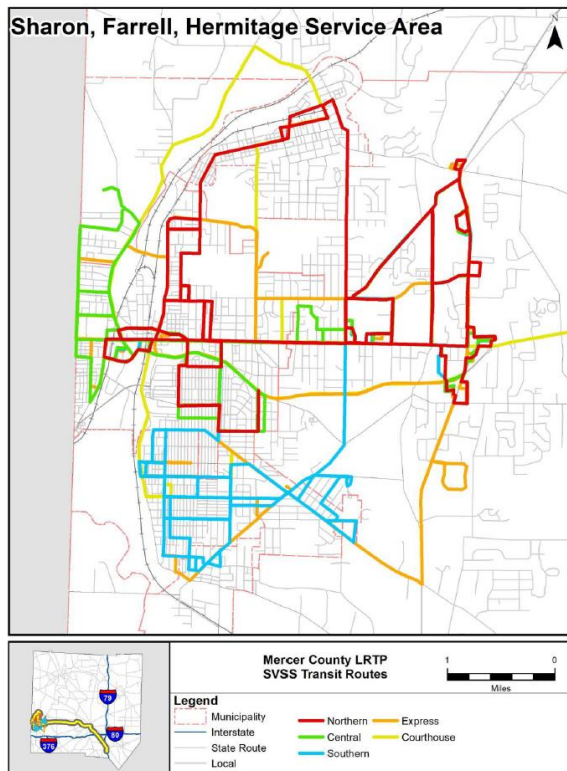 Sharon, Farrell, Hermitage Service Area
N
Mercer County LRTP
SVSS Transit Routes
1 0
Miles
Legend
Municipality
Interstate
State Route
Local
Northern
Central
Southern
Express
Courthouse
79
80
376